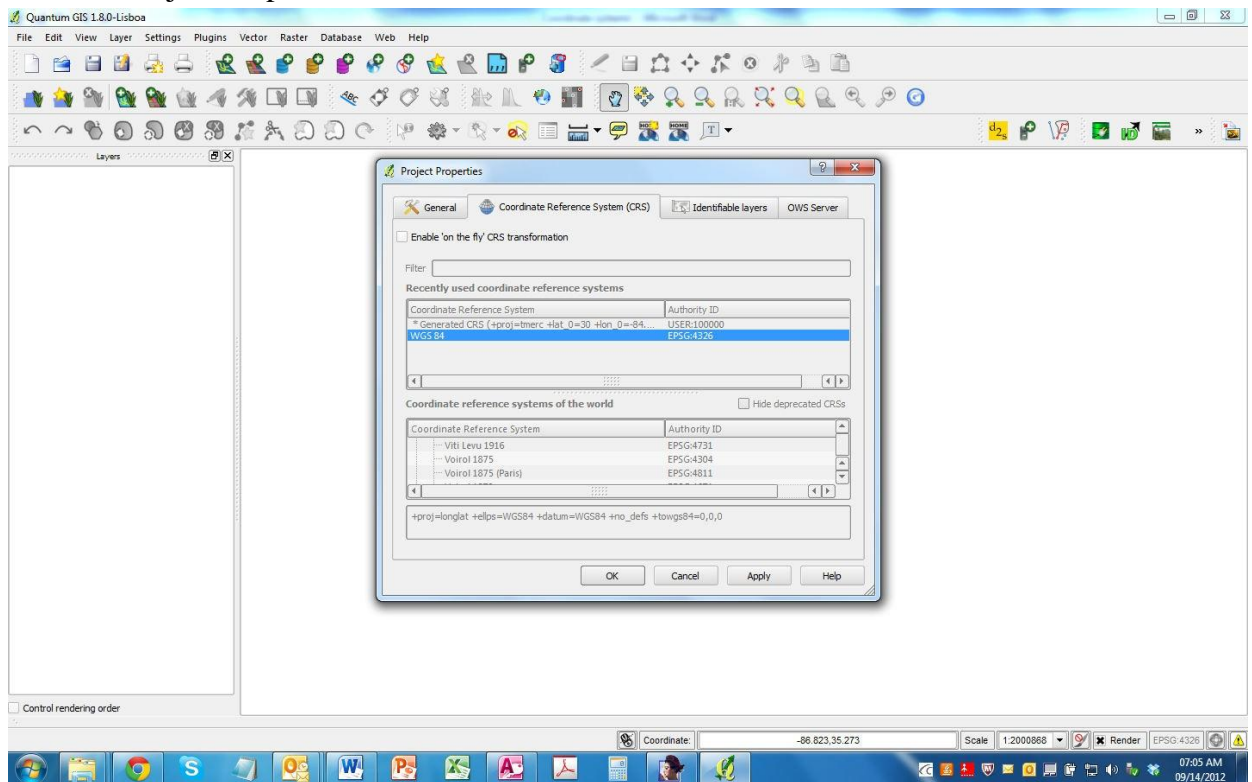 Quantum GIS 1.8.0-Lisboa
File Edit View Layer Settings Plugins Vector Raster Database Web Help
Layers
Project Properties
General Coordinate Reference System (CRS) Identifiable layers OWS Server
Enable 'on the fly' CRS transformation
Filter
Recently used coordinate reference systems
Coordinate Reference System Authority ID
* Generated CRS (+proj=tmerc +lat_0=30 +lon_0=-84.... USER:100000
WGS 84 EPSG:4326
Coordinate reference systems of the world Hide deprecated CRSs
Coordinate Reference System Authority ID
Viti Levu 1916 EPSG:4731
Voirol 1875 EPSG:4304
Voirol 1875 (Paris) EPSG:4811
+proj=longlat +ellps=WGS84 +datum=WGS84 +no_defs +towgs84=0,0,0
OK Cancel Apply Help
Control rendering order
Coordinate: -86.823,35.273 Scale 1:2000868 Render EPSG:4326
07:05 AM
09/14/2012